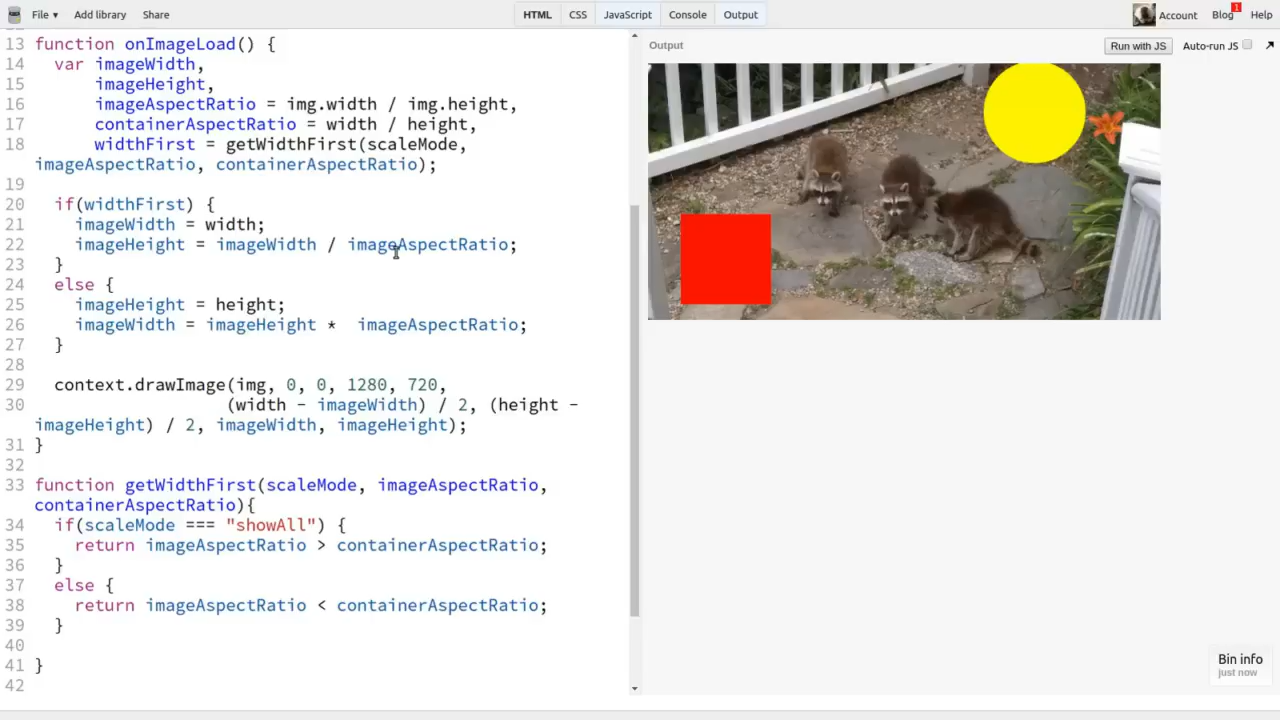 File ▾ Add library Share HTML CSS JavaScript Console Output Account Blog 1 Help
13 function onImageLoad() {
14 var imageWidth,
15 imageHeight,
16 imageAspectRatio = img.width / img.height,
17 containerAspectRatio = width / height,
18 widthFirst = getWidthFirst(scaleMode,
imageAspectRatio, containerAspectRatio);
19
20 if(widthFirst) {
21 imageWidth = width;
22 imageHeight = imageWidth / imageAspectRatio;
23 }
24 else {
25 imageHeight = height;
26 imageWidth = imageHeight *  imageAspectRatio;
27 }
28
29 context.drawImage(img, 0, 0, 1280, 720,
30 (width - imageWidth) / 2, (height -
imageHeight) / 2, imageWidth, imageHeight);
31 }
32
33 function getWidthFirst(scaleMode, imageAspectRatio,
containerAspectRatio){
34 if(scaleMode === "showAll") {
35 return imageAspectRatio > containerAspectRatio;
36 }
37 else {
38 return imageAspectRatio < containerAspectRatio;
39 }
40
41 }
42
Output Run with JS Auto-run JS
Bin info
just now